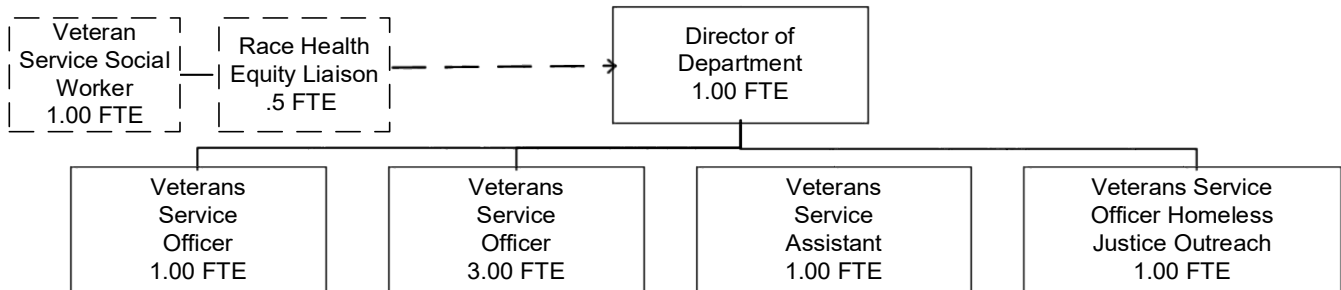 Veteran
Service Social
Worker
1.00 FTE
Race Health
Equity Liaison
.5 FTE
Director of
Department
1.00 FTE
Veterans
Service
Officer
1.00 FTE
Veterans
Service
Officer
3.00 FTE
Veterans
Service
Assistant
1.00 FTE
Veterans Service
Officer Homeless
Justice Outreach
1.00 FTE